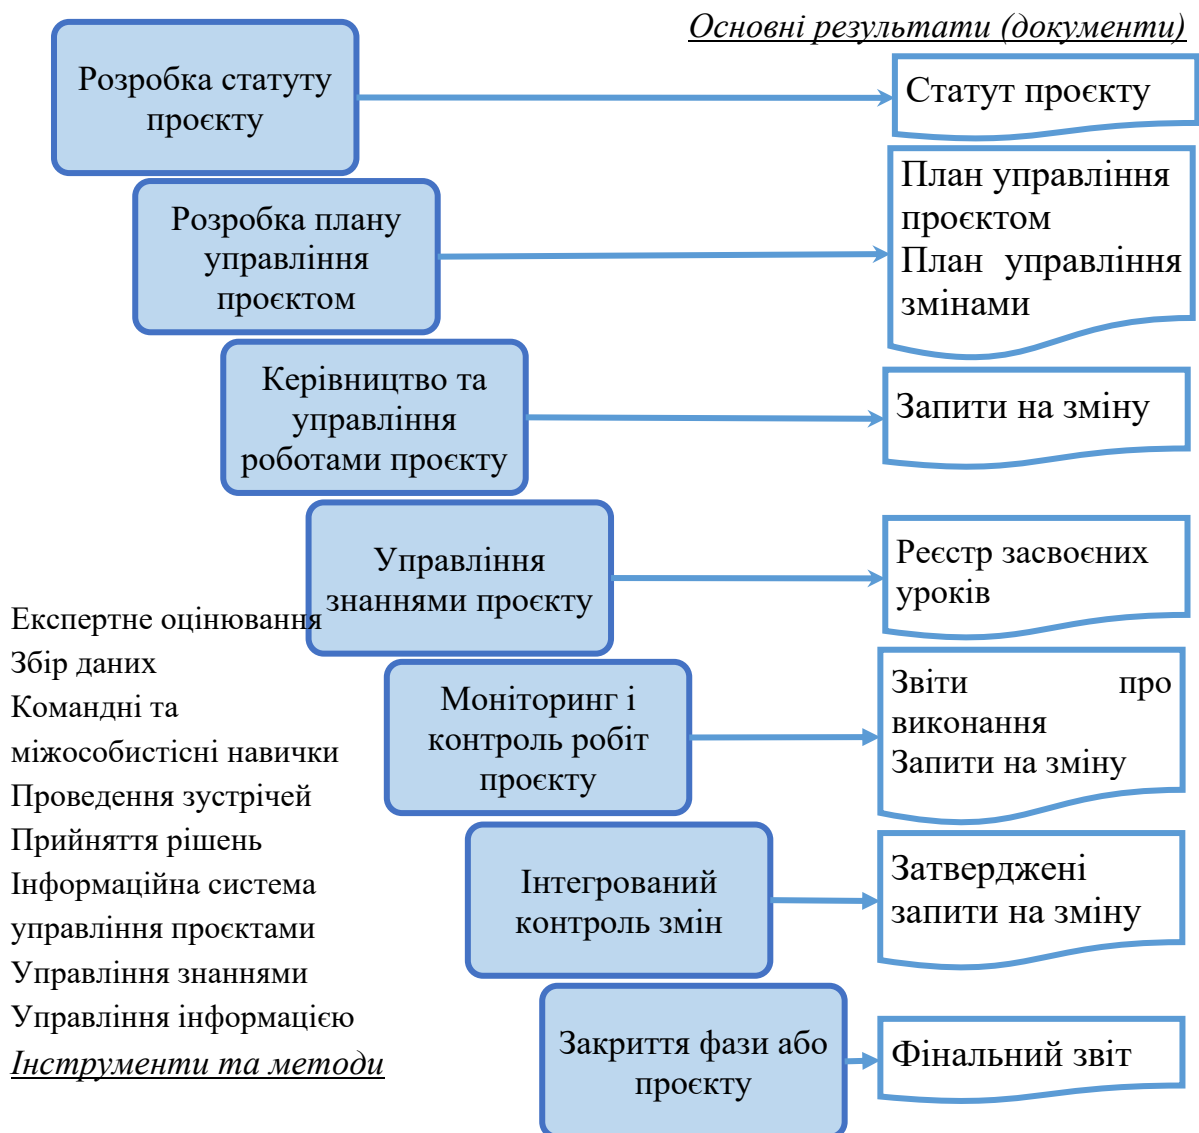 Основні результати (документи)
Розробка статуту
проєкту
Статут проєкту
Розробка плану
управління
проєктом
План управління
проєктом
План управління
змінами
Керівництво та
управління
роботами проєкту
Запити на зміну
Управління
знаннями проєкту
Реєстр засвоєних
уроків
Моніторинг і
контроль робіт
проєкту
Звіти про
виконання
Запити на зміну
Інтегрований
контроль змін
Затверджені
запити на зміну
Закриття фази або
проєкту
Фінальний звіт
Експертне оцінювання
Збір даних
Командні та
міжособистісні навички
Проведення зустрічей
Прийняття рішень
Інформаційна система
управління проєктами
Управління знаннями
Управління інформацією
Інструменти та методи